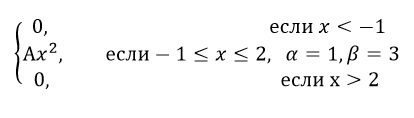 0, если x < −1
Ax², если − 1 ≤ x ≤ 2, α = 1, β = 3
0, если x > 2